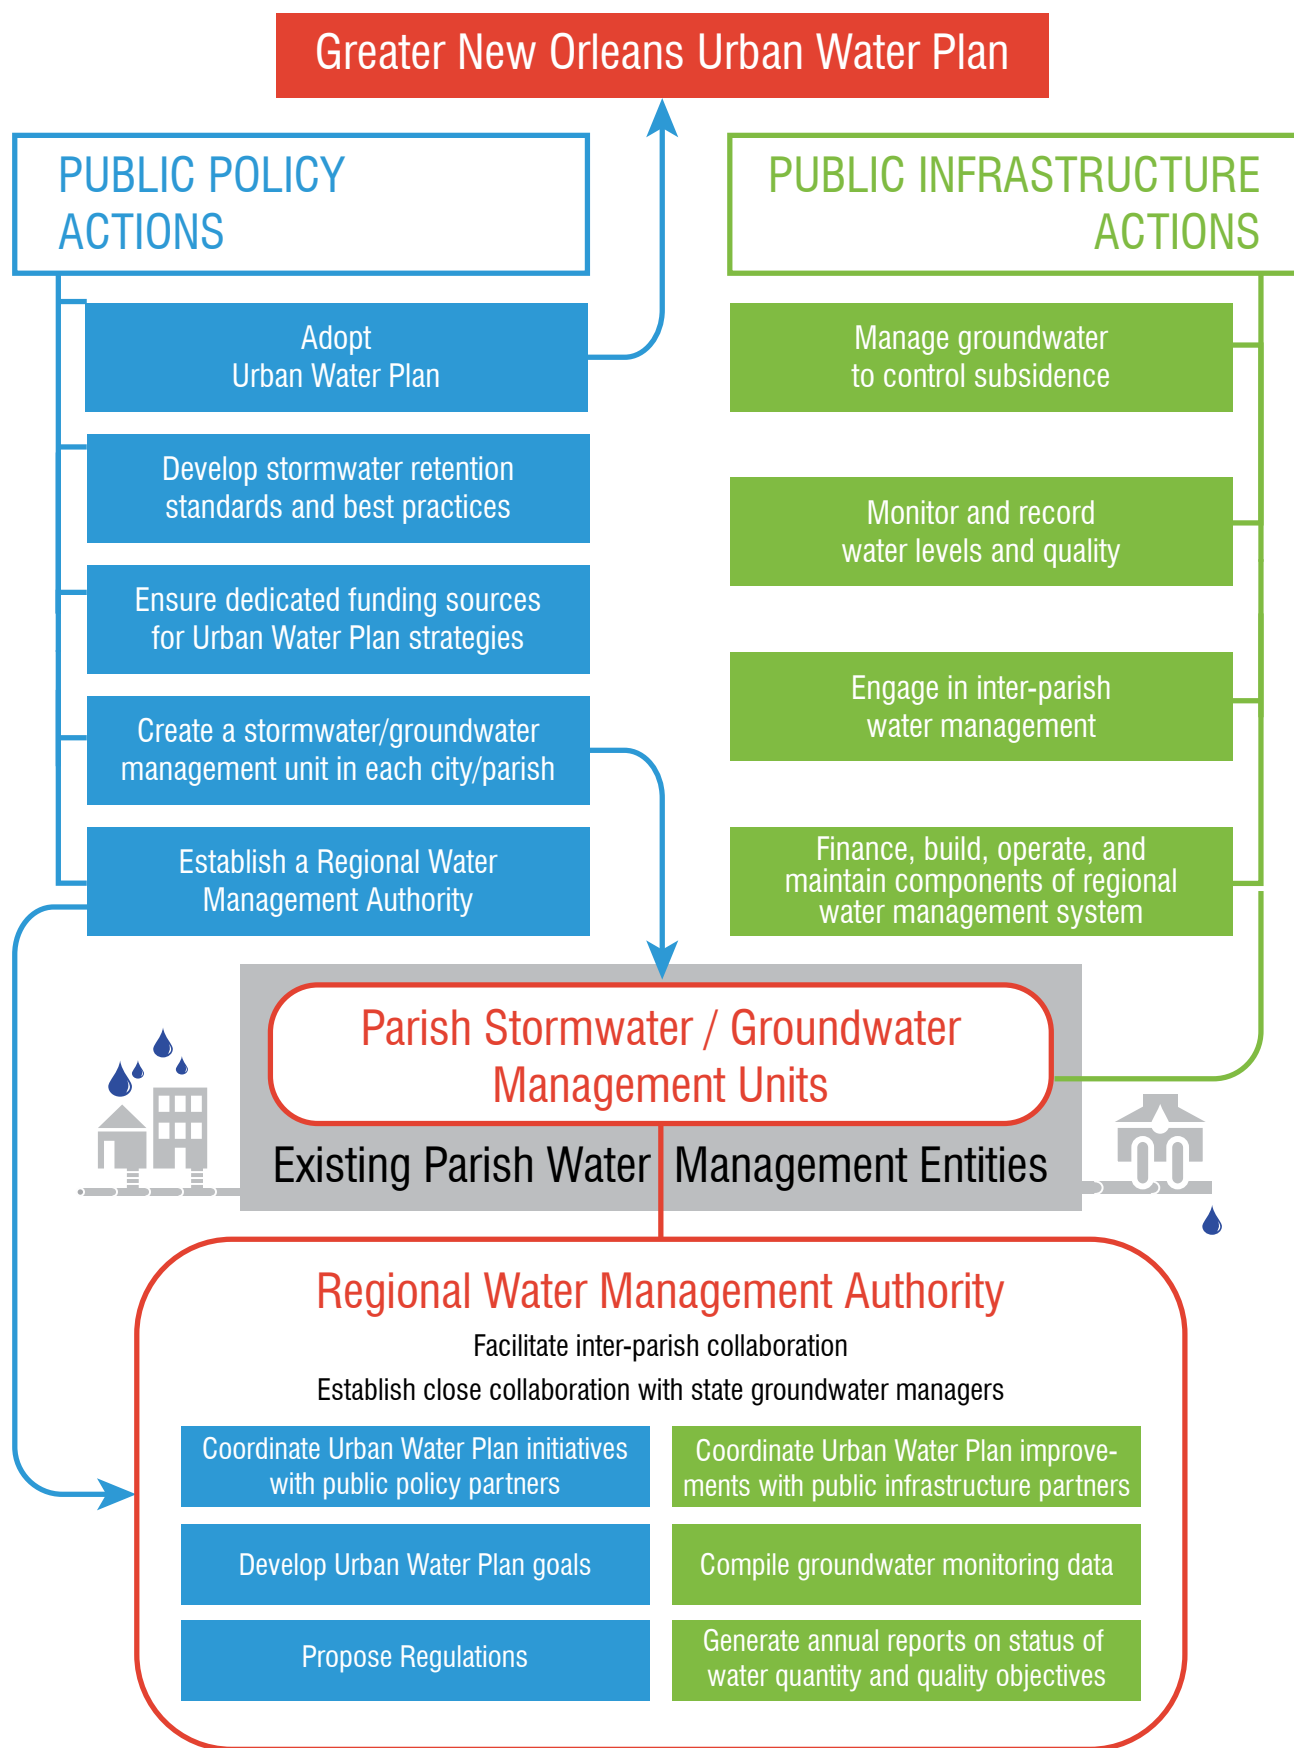 Greater New Orleans Urban Water Plan
PUBLIC POLICY
ACTIONS
Adopt
Urban Water Plan
Develop stormwater retention
standards and best practices
Ensure dedicated funding sources
for Urban Water Plan strategies
Create a stormwater/groundwater
management unit in each city/parish
Establish a Regional Water
Management Authority
PUBLIC INFRASTRUCTURE
ACTIONS
Manage groundwater
to control subsidence
Monitor and record
water levels and quality
Engage in inter-parish
water management
Finance, build, operate, and
maintain components of regional
water management system
Parish Stormwater / Groundwater
Management Units
Existing Parish Water Management Entities
Regional Water Management Authority
Facilitate inter-parish collaboration
Establish close collaboration with state groundwater managers
Coordinate Urban Water Plan initiatives
with public policy partners
Develop Urban Water Plan goals
Propose Regulations
Coordinate Urban Water Plan improve-
ments with public infrastructure partners
Compile groundwater monitoring data
Generate annual reports on status of
water quantity and quality objectives